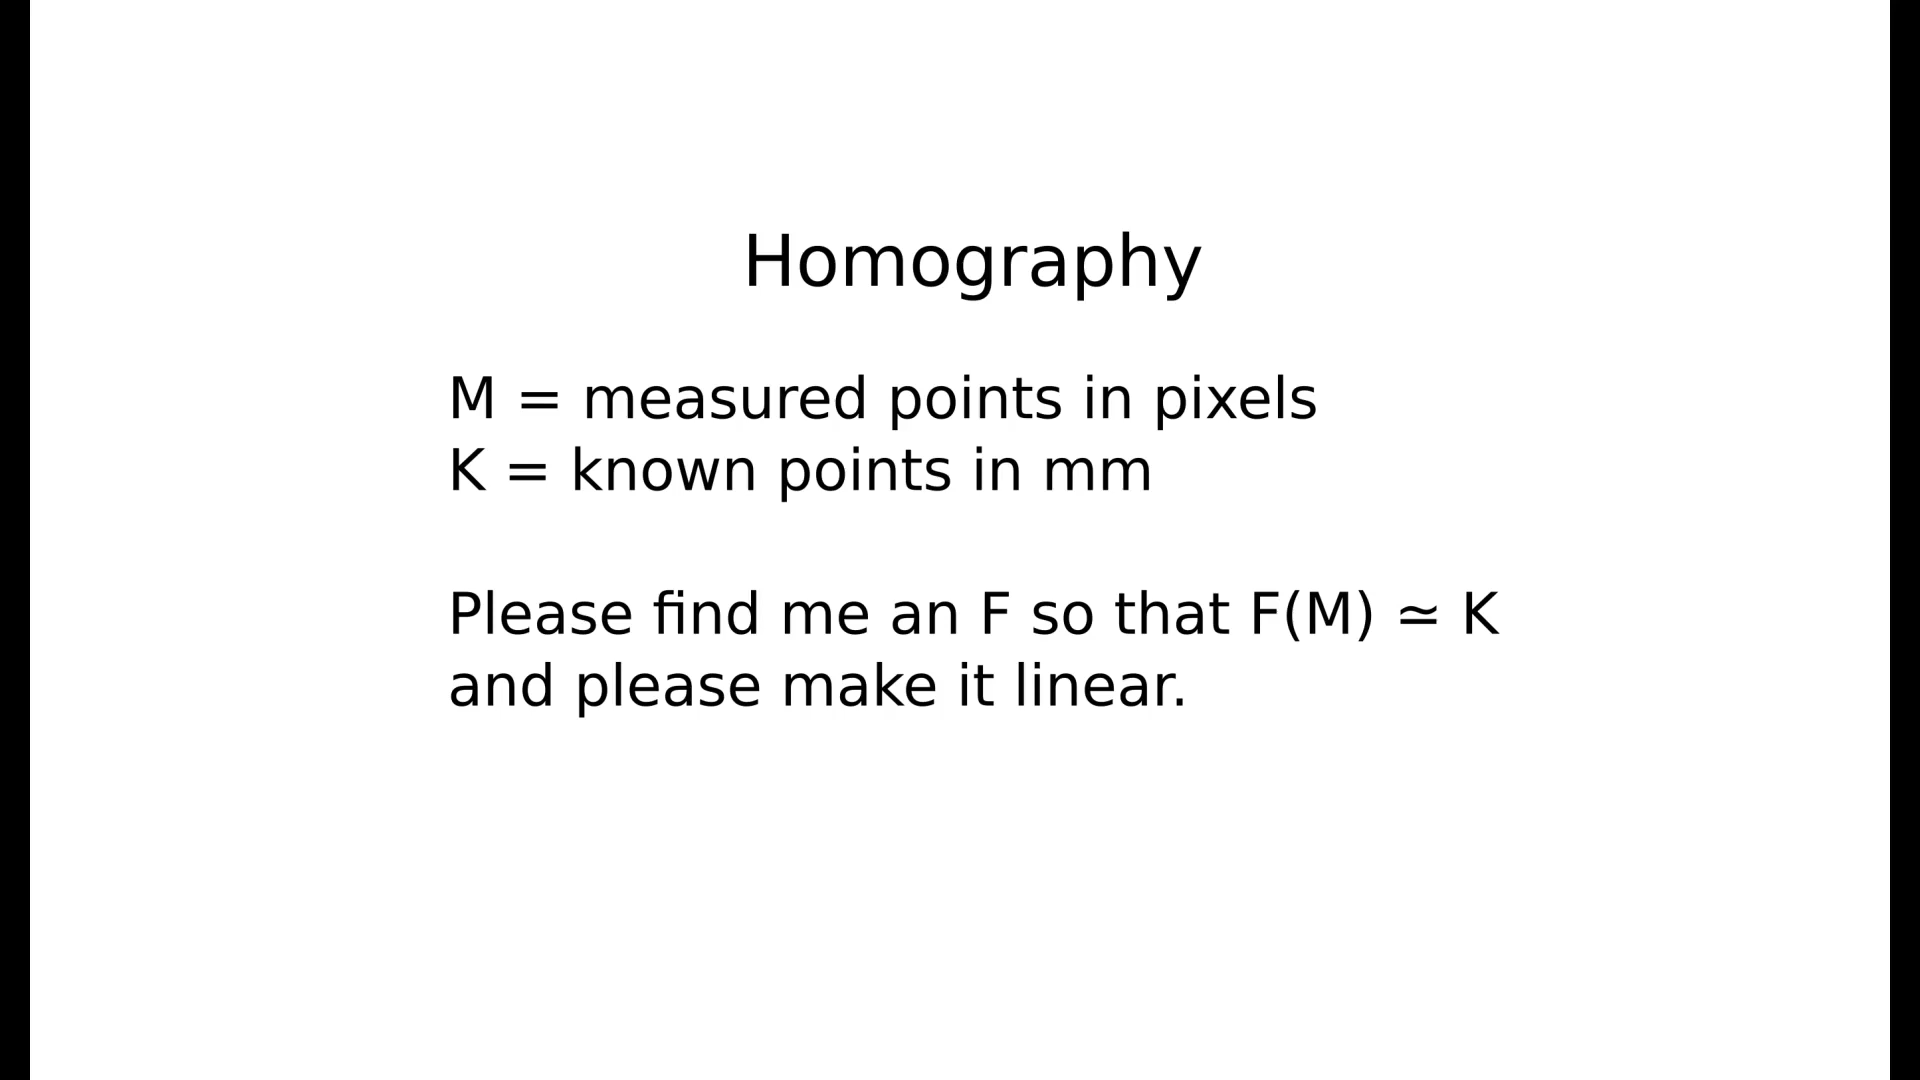 Homography
M = measured points in pixels
K = known points in mm
Please find me an F so that F(M) ≃ K
and please make it linear.